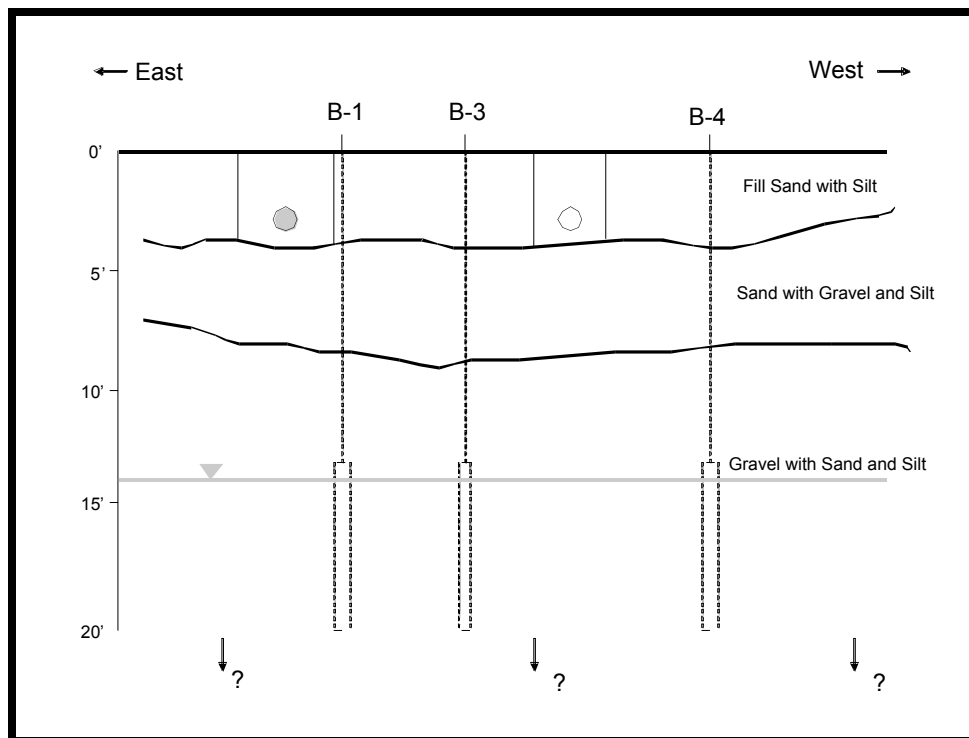 East
West
B-1
B-3
B-4
0’
Fill Sand with Silt
5’
Sand with Gravel and Silt
10’
Gravel with Sand and Silt
15’
20’
?
?
?